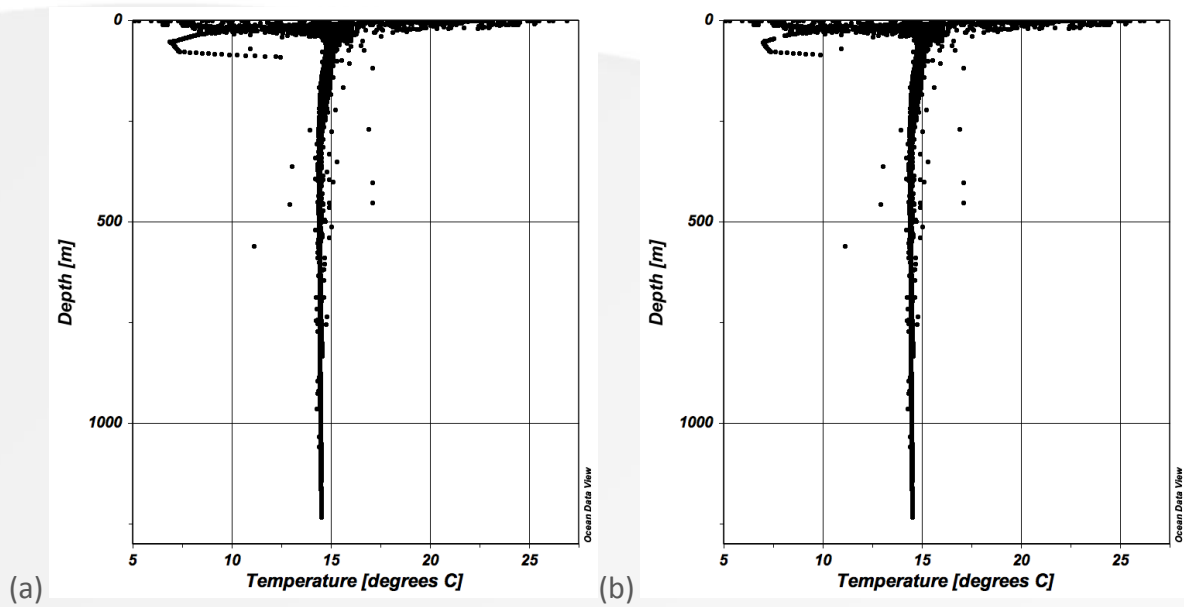 0
500
1000
Depth [m]
5 10 15 20 25
Temperature [degrees C]
Ocean Data View
(a)
0
500
1000
Depth [m]
5 10 15 20 25
Temperature [degrees C]
Ocean Data View
(b)